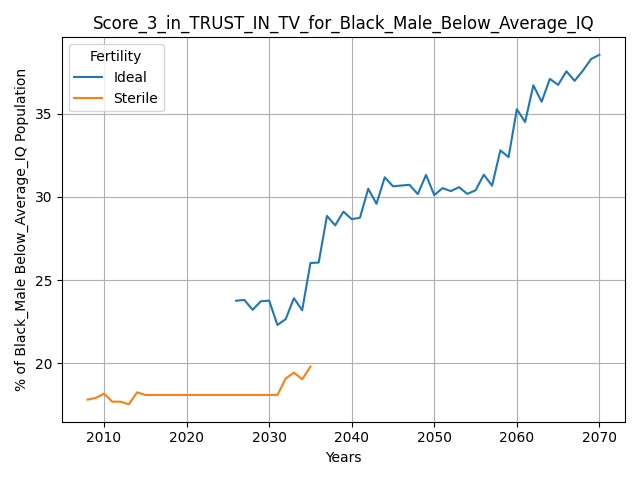 Score_3_in_TRUST_IN_TV_for_Black_Male_Below_Average_IQ
Fertility
Ideal
Sterile
% of Black_Male Below_Average_IQ Population
35
30
25
20
2010 2020 2030 2040 2050 2060 2070
Years